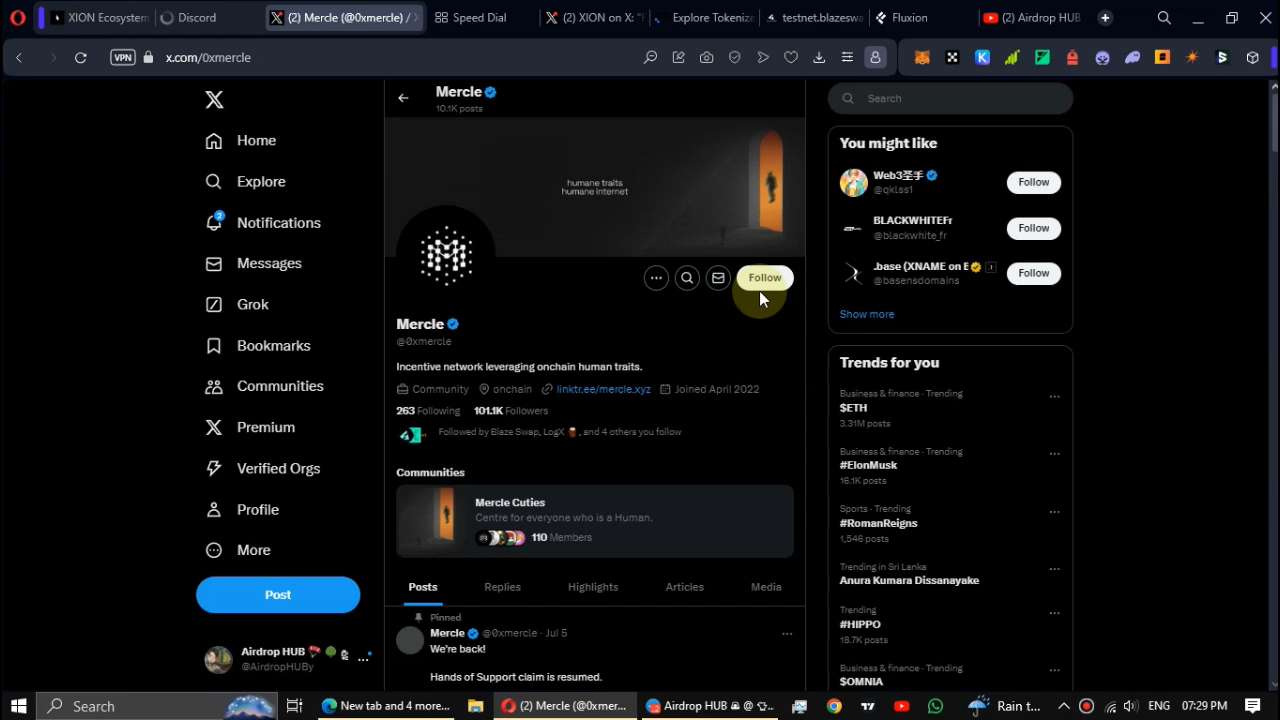 XION Ecosystem
Discord
(2) Mercle (@0xmercle) / X
Speed Dial
(2) XION on X: "
Explore Tokenize
testnet.blazeswa
Fluxion
(2) Airdrop HUB
VPN
x.com/0xmercle
Home
Explore
2
Notifications
Messages
Grok
Bookmarks
Communities
Premium
Verified Orgs
Profile
More
Post
Airdrop HUB
@AirdropHUBy
Mercle
10.1K posts
humane traits
humane internet
Follow
Mercle
@0xmercle
Incentive network leveraging onchain human traits.
Community onchain linktr.ee/mercle.xyz Joined April 2022
263 Following 101.1K Followers
Followed by Blaze Swap, LogX, and 4 others you follow
Communities
Mercle Cuties
Centre for everyone who is a Human.
110 Members
Posts Replies Highlights Articles Media
Pinned
Mercle @0xmercle · Jul 5
We're back!
Hands of Support claim is resumed.
Search
You might like
Web3圣手
@qklss1
Follow
BLACKWHITEFr
@blackwhite_fr
Follow
.base (XNAME on B
@basensdomains
Follow
Show more
Trends for you
Business & finance · Trending
$ETH
3.31M posts
Business & finance · Trending
#ElonMusk
16.1K posts
Sports · Trending
#RomanReigns
1,546 posts
Trending in Sri Lanka
Anura Kumara Dissanayake
Trending
#HIPPO
18.7K posts
Business & finance · Trending
$OMNIA
Search
New tab and 4 more...
(2) Mercle (@0xmer...
Airdrop HUB
Rain t...
ENG
07:29 PM